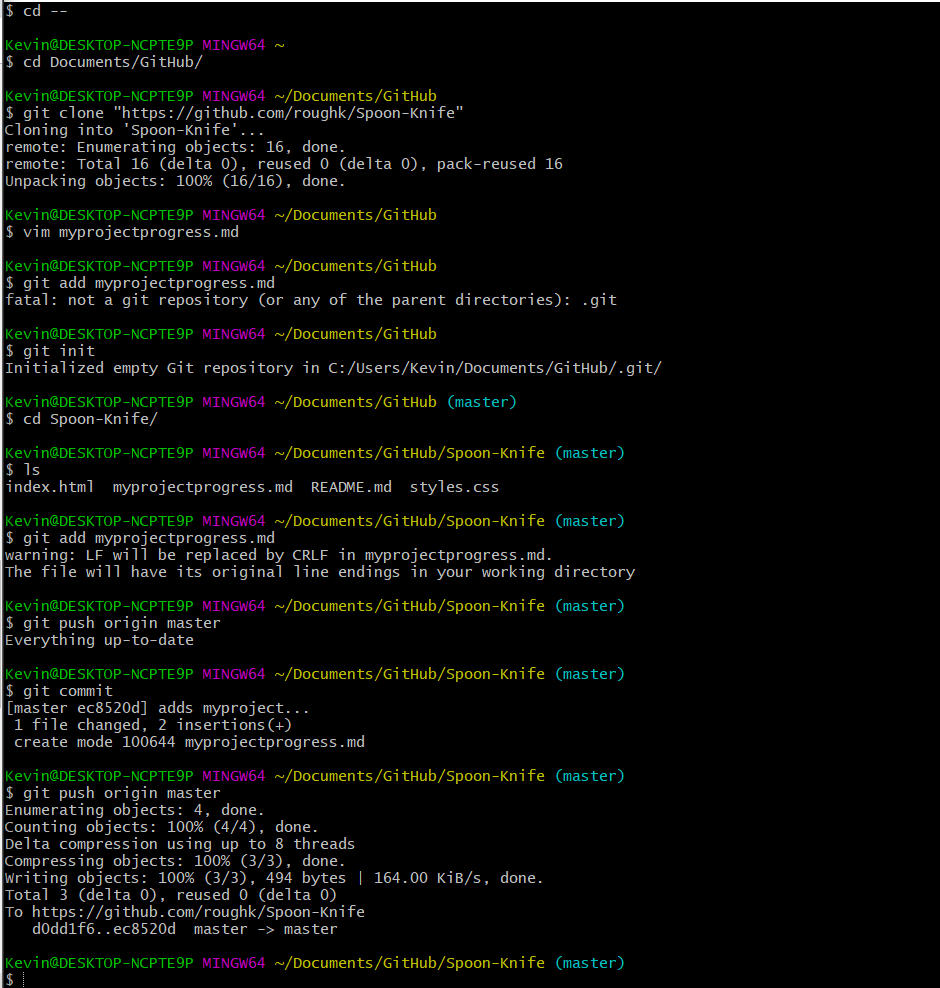 $ cd --
Kevin@DESKTOP-NCPTE9P MINGW64 ~
$ cd Documents/GitHub/
Kevin@DESKTOP-NCPTE9P MINGW64 ~/Documents/GitHub
$ git clone "https://github.com/roughk/Spoon-Knife"
Cloning into 'Spoon-Knife'...
remote: Enumerating objects: 16, done.
remote: Total 16 (delta 0), reused 0 (delta 0), pack-reused 16
Unpacking objects: 100% (16/16), done.
Kevin@DESKTOP-NCPTE9P MINGW64 ~/Documents/GitHub
$ vim myprojectprogress.md
Kevin@DESKTOP-NCPTE9P MINGW64 ~/Documents/GitHub
$ git add myprojectprogress.md
fatal: not a git repository (or any of the parent directories): .git
Kevin@DESKTOP-NCPTE9P MINGW64 ~/Documents/GitHub
$ git init
Initialized empty Git repository in C:/Users/Kevin/Documents/GitHub/.git/
Kevin@DESKTOP-NCPTE9P MINGW64 ~/Documents/GitHub (master)
$ cd Spoon-Knife/
Kevin@DESKTOP-NCPTE9P MINGW64 ~/Documents/GitHub/Spoon-Knife (master)
$ ls
index.html  myprojectprogress.md  README.md  styles.css
Kevin@DESKTOP-NCPTE9P MINGW64 ~/Documents/GitHub/Spoon-Knife (master)
$ git add myprojectprogress.md
warning: LF will be replaced by CRLF in myprojectprogress.md.
The file will have its original line endings in your working directory
Kevin@DESKTOP-NCPTE9P MINGW64 ~/Documents/GitHub/Spoon-Knife (master)
$ git push origin master
Everything up-to-date
Kevin@DESKTOP-NCPTE9P MINGW64 ~/Documents/GitHub/Spoon-Knife (master)
$ git commit
[master ec8520d] adds myproject...
 1 file changed, 2 insertions(+)
 create mode 100644 myprojectprogress.md
Kevin@DESKTOP-NCPTE9P MINGW64 ~/Documents/GitHub/Spoon-Knife (master)
$ git push origin master
Enumerating objects: 4, done.
Counting objects: 100% (4/4), done.
Delta compression using up to 8 threads
Compressing objects: 100% (3/3), done.
Writing objects: 100% (3/3), 494 bytes | 164.00 KiB/s, done.
Total 3 (delta 0), reused 0 (delta 0)
To https://github.com/roughk/Spoon-Knife
   d0dd1f6..ec8520d  master -> master
Kevin@DESKTOP-NCPTE9P MINGW64 ~/Documents/GitHub/Spoon-Knife (master)
$